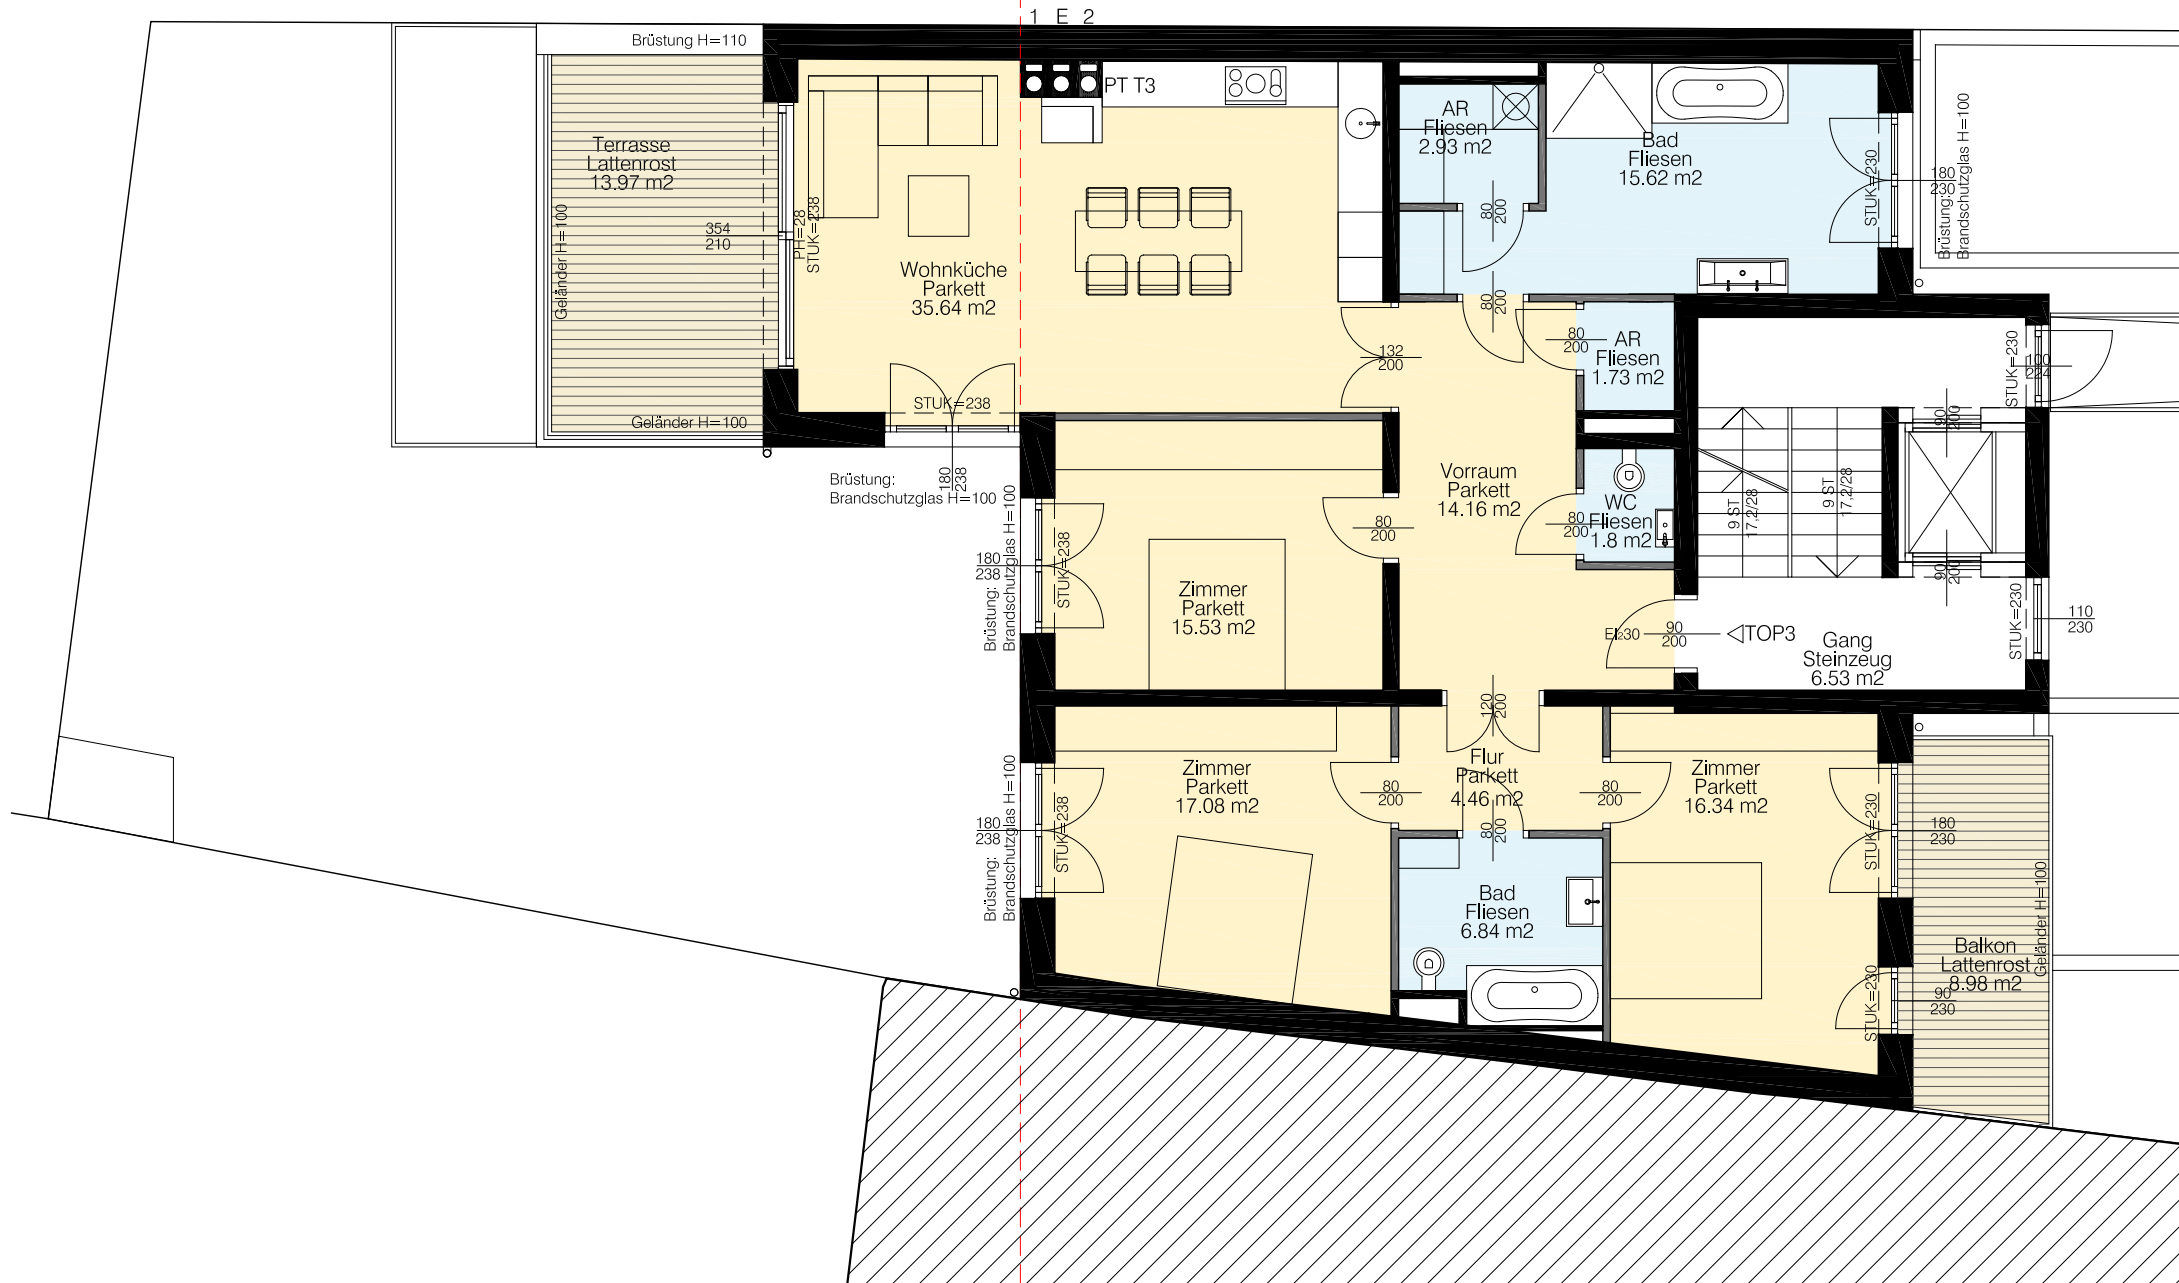 1 E 2
Brüstung H=110
PT T3
Terrasse
Lattenrost
13.97 m2
Geländer H=100
354
210
PH=28
STUK=238
Wohnküche
Parkett
35.64 m2
STUK=238
Geländer H=100
180
238
Brüstung:
Brandschutzglas H=100
AR
Fliesen
2.93 m2
80
200
Bad
Fliesen
15.62 m2
STUK=230
180
230
Brüstung:
Brandschutzglas H=100
80
200
132
200
80
200
AR
Fliesen
1.73 m2
STUK=230
100
224
90
200
9 ST
17,2/28
9 ST
17,2/28
90
200
Vorraum
Parkett
14.16 m2
80
200
WC
Fliesen
1.8 m2
80
200
180
238
Brüstung:
Brandschutzglas H=100
STUK=238
Zimmer
Parkett
15.53 m2
EI₂30
90
200
TOP3
Gang
Steinzeug
6.53 m2
STUK=230
110
230
120
200
Zimmer
Parkett
17.08 m2
180
238
Brüstung:
Brandschutzglas H=100
STUK=238
80
200
Flur
Parkett
4.46 m2
80
200
80
200
Zimmer
Parkett
16.34 m2
STUK=230
180
230
Bad
Fliesen
6.84 m2
Geländer H=100
Balkon
Lattenrost
8.98 m2
STUK=230
90
230